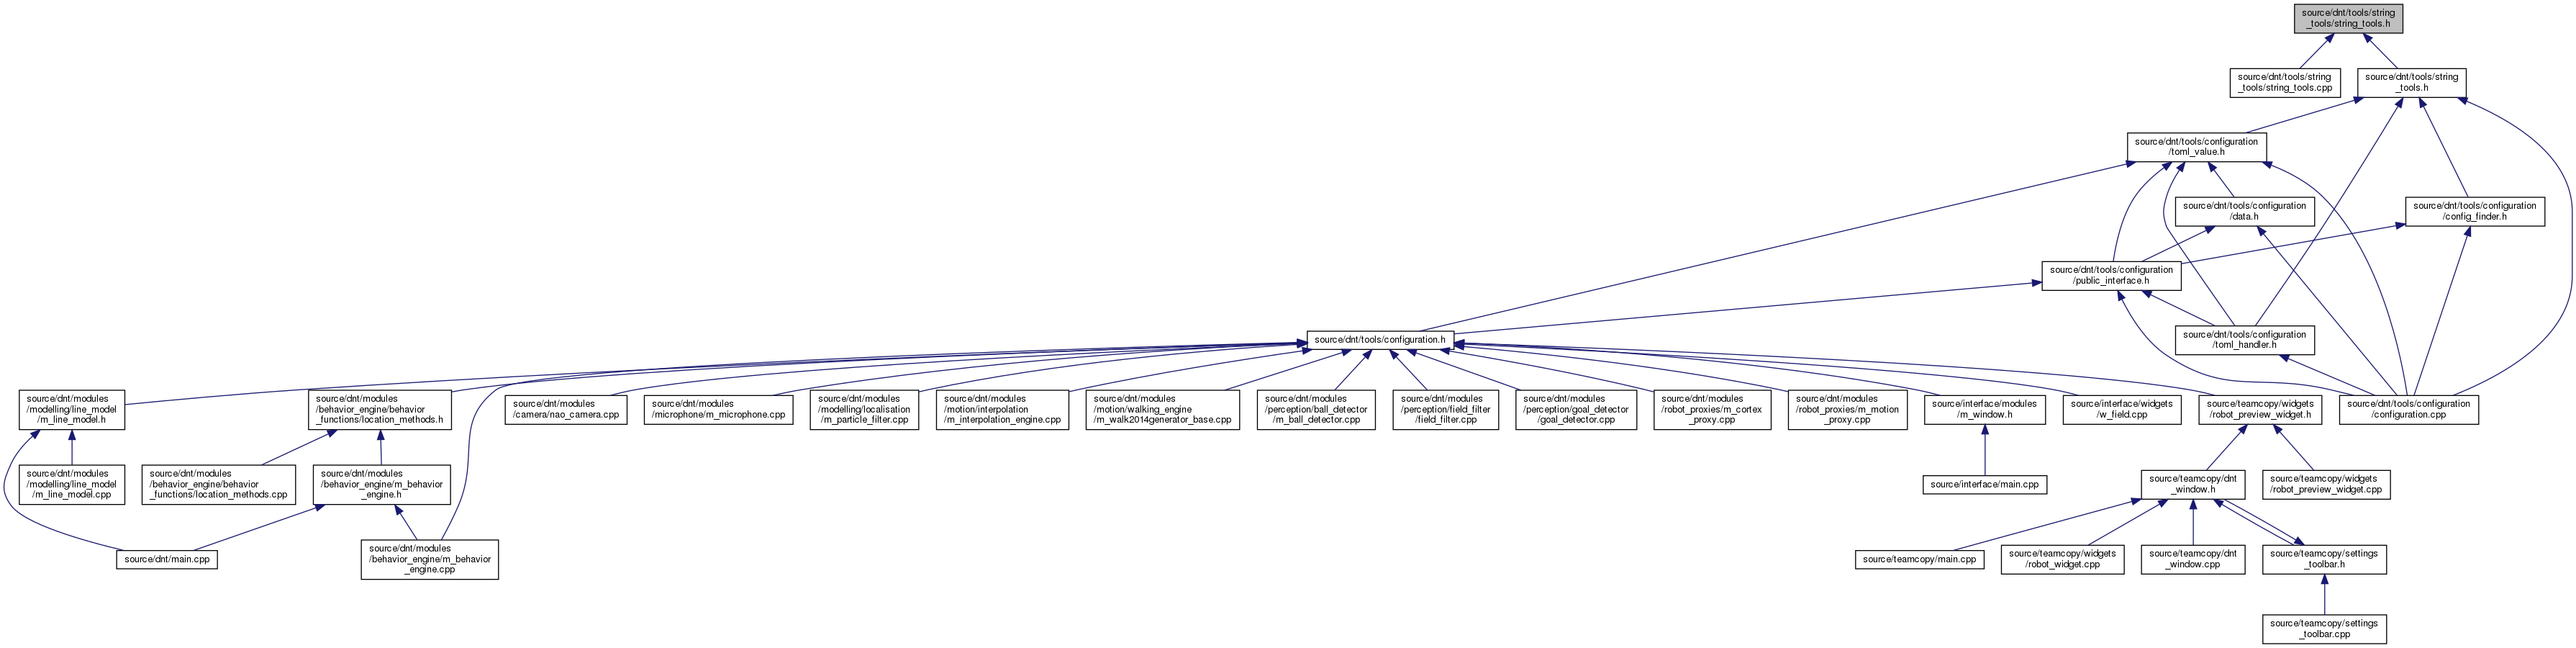 source/dnt/tools/string
_tools/string_tools.h
source/dnt/tools/string
_tools/string_tools.cpp
source/dnt/tools/string
_tools.h
source/dnt/tools/configuration
/toml_value.h
source/dnt/tools/configuration
/data.h
source/dnt/tools/configuration
/config_finder.h
source/dnt/tools/configuration
/public_interface.h
source/dnt/tools/configuration.h
source/dnt/tools/configuration
/toml_handler.h
source/dnt/modules
/modelling/line_model
/m_line_model.h
source/dnt/modules
/behavior_engine/behavior
_functions/location_methods.h
source/dnt/modules
/camera/nao_camera.cpp
source/dnt/modules
/microphone/m_microphone.cpp
source/dnt/modules
/modelling/localisation
/m_particle_filter.cpp
source/dnt/modules
/motion/interpolation
/m_interpolation_engine.cpp
source/dnt/modules
/motion/walking_engine
/m_walk2014generator_base.cpp
source/dnt/modules
/perception/ball_detector
/m_ball_detector.cpp
source/dnt/modules
/perception/field_filter
/field_filter.cpp
source/dnt/modules
/perception/goal_detector
/goal_detector.cpp
source/dnt/modules
/robot_proxies/m_cortex
_proxy.cpp
source/dnt/modules
/robot_proxies/m_motion
_proxy.cpp
source/interface/modules
/m_window.h
source/interface/widgets
/w_field.cpp
source/teamcopy/widgets
/robot_preview_widget.h
source/dnt/tools/configuration
/configuration.cpp
source/dnt/modules
/modelling/line_model
/m_line_model.cpp
source/dnt/modules
/behavior_engine/behavior
_functions/location_methods.cpp
source/dnt/modules
/behavior_engine/m_behavior
_engine.h
source/interface/main.cpp
source/teamcopy/dnt
_window.h
source/teamcopy/widgets
/robot_preview_widget.cpp
source/dnt/main.cpp
source/dnt/modules
/behavior_engine/m_behavior
_engine.cpp
source/teamcopy/main.cpp
source/teamcopy/widgets
/robot_widget.cpp
source/teamcopy/dnt
_window.cpp
source/teamcopy/settings
_toolbar.h
source/teamcopy/settings
_toolbar.cpp